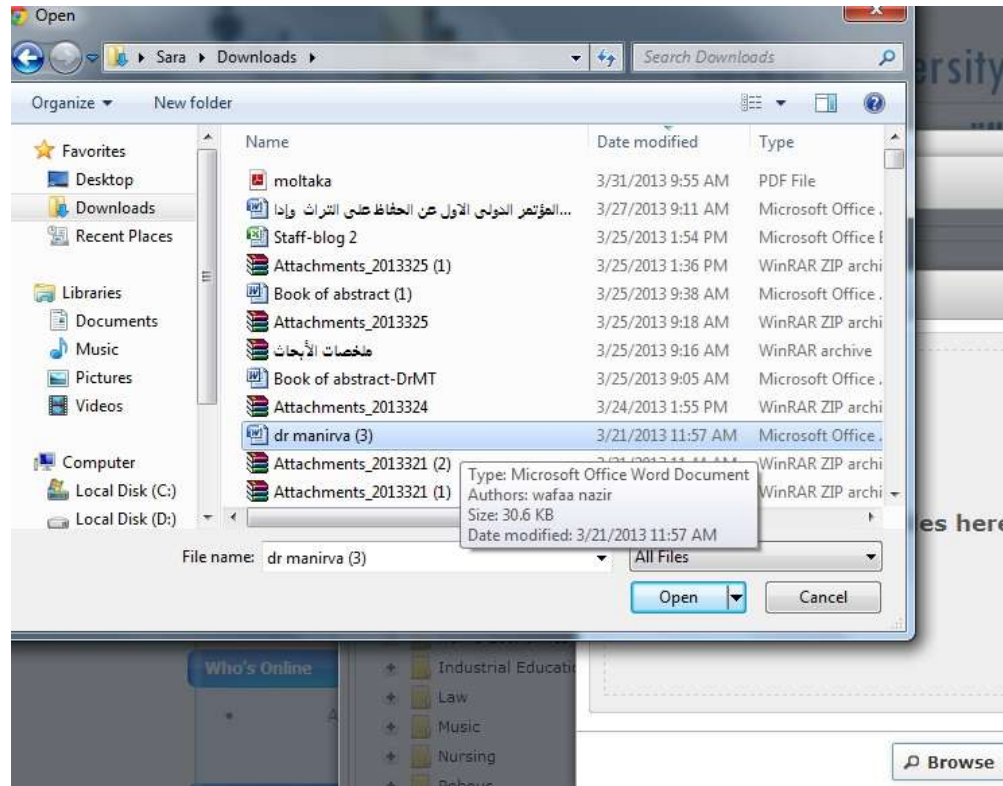 Open
Sara ▸ Downloads ▸
Search Downloads
ersity
Organize
New folder
Name
Date modified
Type
Favorites
Desktop
Downloads
Recent Places
Libraries
Documents
Music
Pictures
Videos
Computer
Local Disk (C:)
Local Disk (D:)
moltaka 3/31/2013 9:55 AM PDF File
المؤتمر الدولى الاول عن الحفاظ على التراث وإدا... 3/27/2013 9:11 AM Microsoft Office .
Staff-blog 2 3/25/2013 1:54 PM Microsoft Office E
Attachments_2013325 (1) 3/25/2013 1:36 PM WinRAR ZIP archi
Book of abstract (1) 3/25/2013 9:38 AM Microsoft Office .
Attachments_2013325 3/25/2013 9:18 AM WinRAR ZIP archi
ملخصات الأبحاث 3/25/2013 9:16 AM WinRAR archive
Book of abstract-DrMT 3/25/2013 9:05 AM Microsoft Office .
Attachments_2013324 3/24/2013 1:55 PM WinRAR ZIP archi
dr manirva (3) 3/21/2013 11:57 AM Microsoft Office .
Attachments_2013321 (2) WinRAR ZIP archi
Attachments_2013321 (1) WinRAR ZIP archi
Type: Microsoft Office Word Document
Authors: wafaa nazir
Size: 30.6 KB
Date modified: 3/21/2013 11:57 AM
es here
File name: dr manirva (3)
All Files
Open
Cancel
Who's Online
A
Industrial Educatio
Law
Music
Nursing
Browse